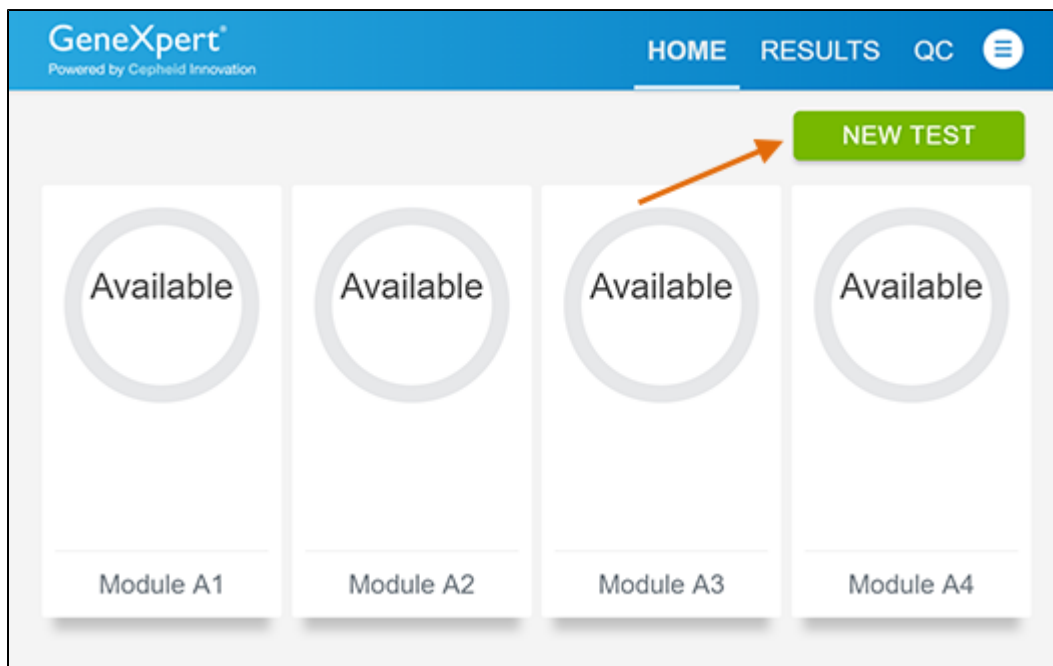 GeneXpert®
Powered by Cepheid Innovation
HOME RESULTS QC
NEW TEST
Available Available Available Available
Module A1 Module A2 Module A3 Module A4